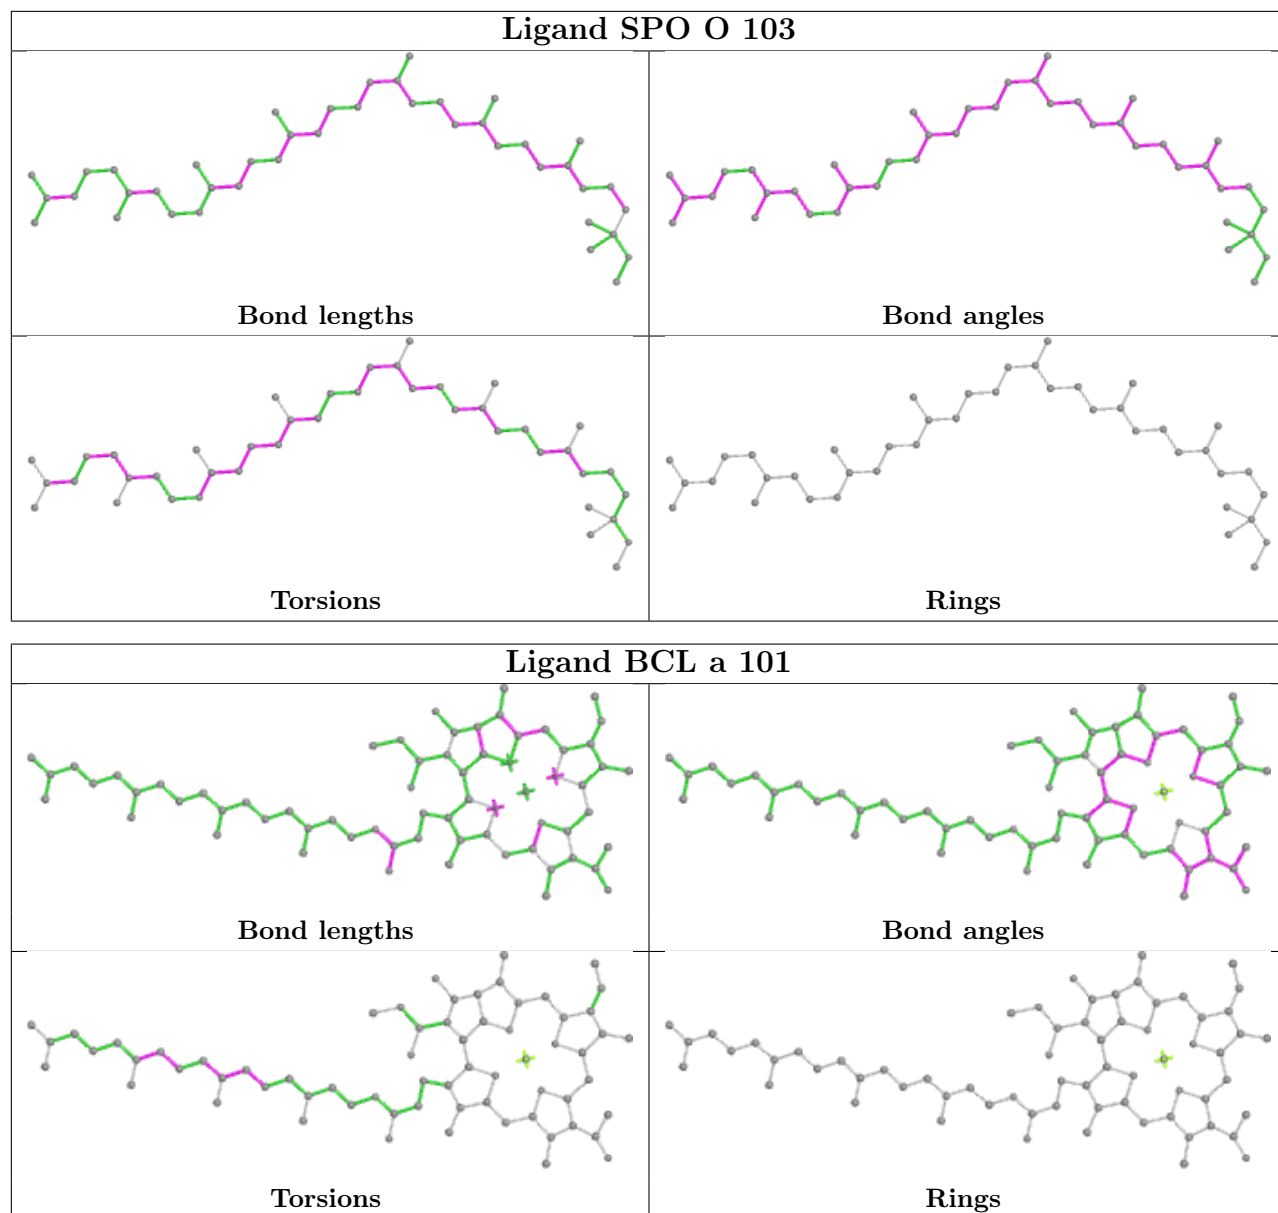 Ligand SPO O 103
Bond lengths
Bond angles
Torsions
Rings
Ligand BCL a 101
Bond lengths
Bond angles
Torsions
Rings